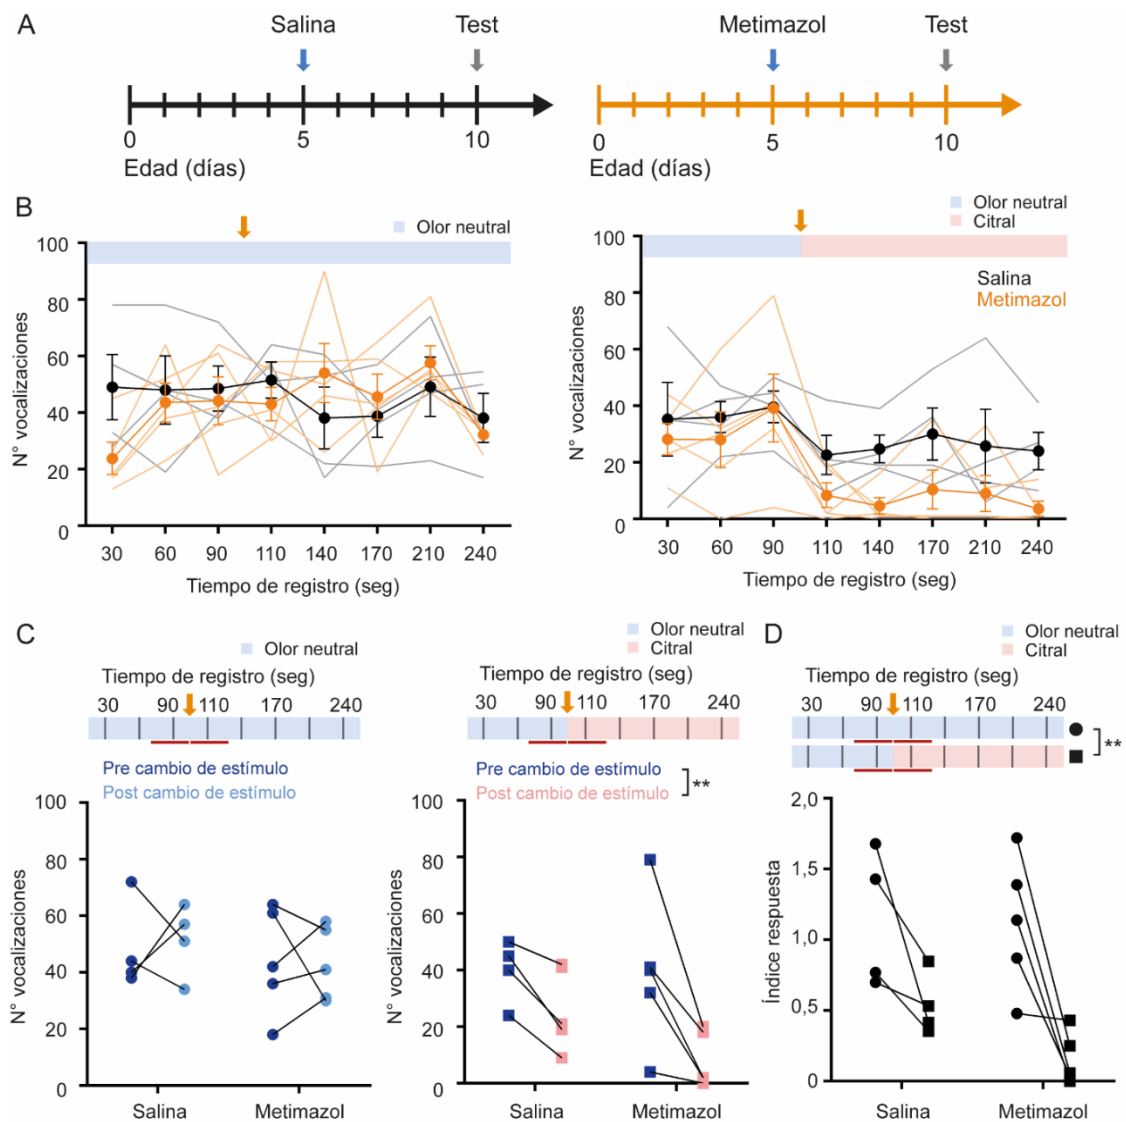 A
Salina
Test
Metimazol
Test
0
5
10
0
5
10
Edad (días)
Edad (días)
B
Olor neutral
N° vocalizaciones
100
80
60
40
20
0
30 60 90 110 140 170 210 240
Tiempo de registro (seg)
Olor neutral
Citral
Salina
Metimazol
N° vocalizaciones
100
80
60
40
20
0
30 60 90 110 140 170 210 240
Tiempo de registro (seg)
C
Olor neutral
Tiempo de registro (seg)
30 90 110 170 240
Pre cambio de estímulo
Post cambio de estímulo
N° vocalizaciones
100
80
60
40
20
0
Salina Metimazol
Olor neutral
Citral
Tiempo de registro (seg)
30 90 110 170 240
Pre cambio de estímulo
Post cambio de estímulo
**
N° vocalizaciones
100
80
60
40
20
0
Salina Metimazol
D
Olor neutral
Citral
Tiempo de registro (seg)
30 90 110 170 240
**
Índice respuesta
2,0
1,5
1,0
0,5
0
Salina Metimazol